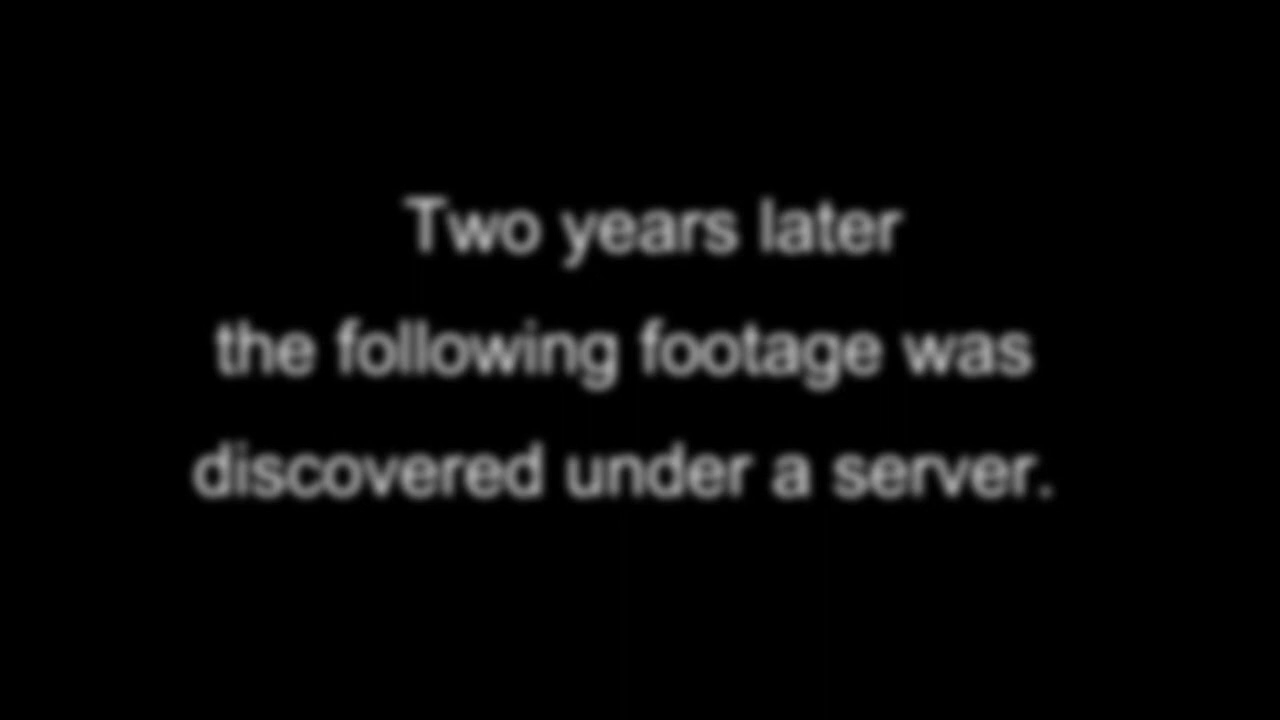 Two years later
the following footage was
discovered under a server.